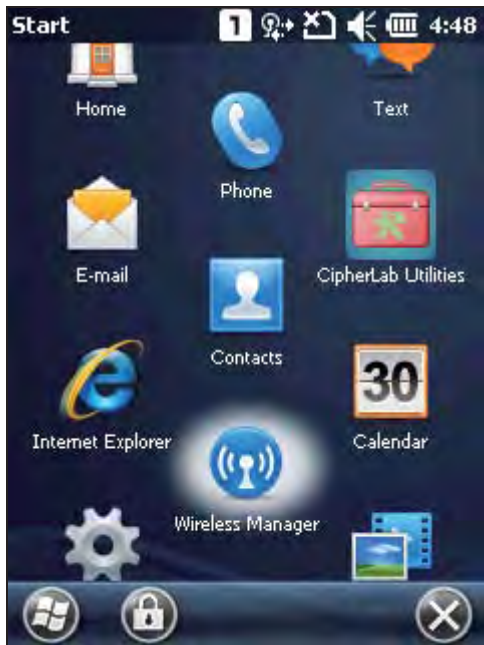 Start
1
4:48
Home
Text
Phone
E-mail
CipherLab Utilities
Contacts
30
Internet Explorer
Calendar
Wireless Manager